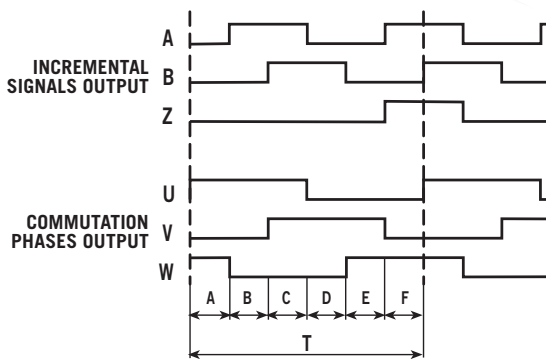 A
INCREMENTAL
SIGNALS OUTPUT
B
Z
U
COMMUTATION
PHASES OUTPUT
V
W
A B C D E F
T